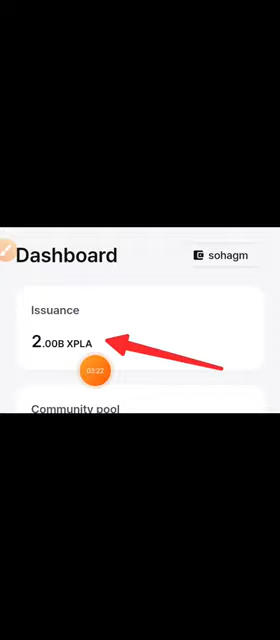 Dashboard
sohagm
Issuance
2.00B XPLA
03:22
Community pool